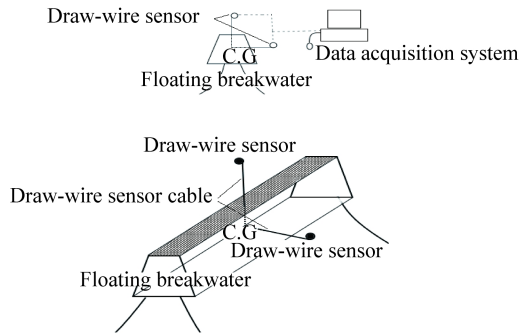 Draw-wire sensor
C.G
Data acquisition system
Floating breakwater
Draw-wire sensor
Draw-wire sensor cable
C.G
Draw-wire sensor
Floating breakwater